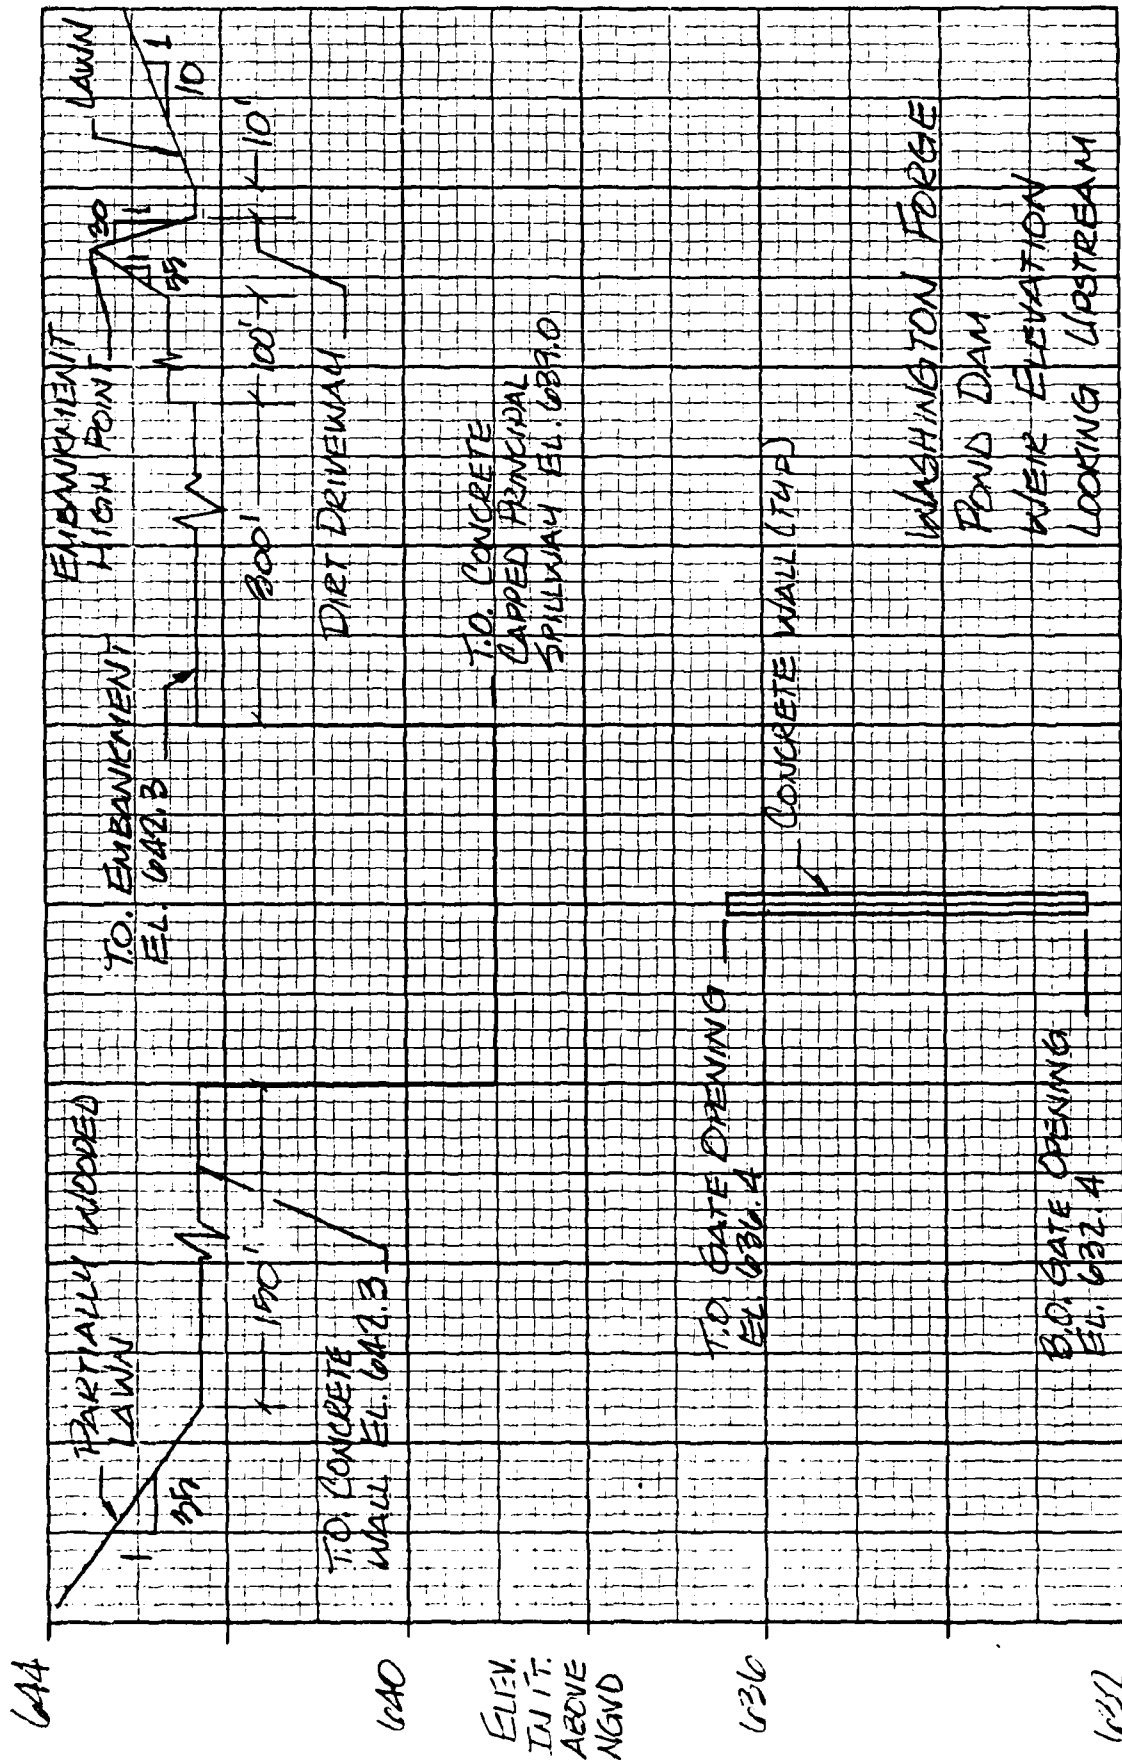 644
640
ELEV.
IN FT.
ABOVE
NGVD
636
632
PARTIALLY WOODED
LAWN
1
35
150'
T.O. CONCRETE
WALL EL. 642.3
T.O. EMBANKMENT
EL. 642.3
EMBANKMENT
HIGH POINT
300'
100'
10'
1
30
1
LAWN
1
10
DIRT DRIVEWAY
T.O. CONCRETE
CAPPED PRINCIPAL
SPILLWAY EL. 639.0
T.O. GATE OPENING
EL. 636.4
CONCRETE WALL (TYP)
B.O. GATE OPENING
EL. 632.4
WASHINGTON FORGE
POND DAM
WEIR ELEVATION
LOOKING UPSTREAM